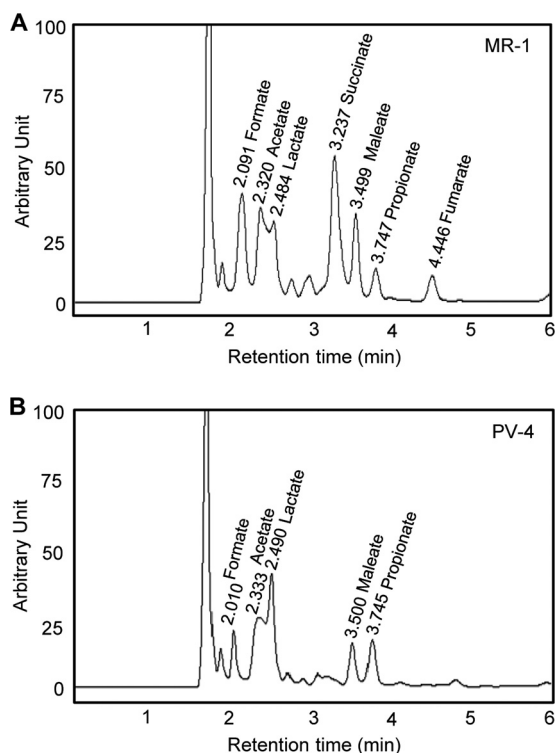 A
MR-1
100
75
50
25
0
Arbitrary Unit
2.091 Formate
2.320 Acetate
2.484 Lactate
3.237 Succinate
3.499 Maleate
3.747 Propionate
4.446 Fumarate
1 2 3 4 5 6
Retention time (min)
B
PV-4
100
75
50
25
0
Arbitrary Unit
2.010 Formate
2.333 Acetate
2.490 Lactate
3.500 Maleate
3.745 Propionate
1 2 3 4 5 6
Retention time (min)